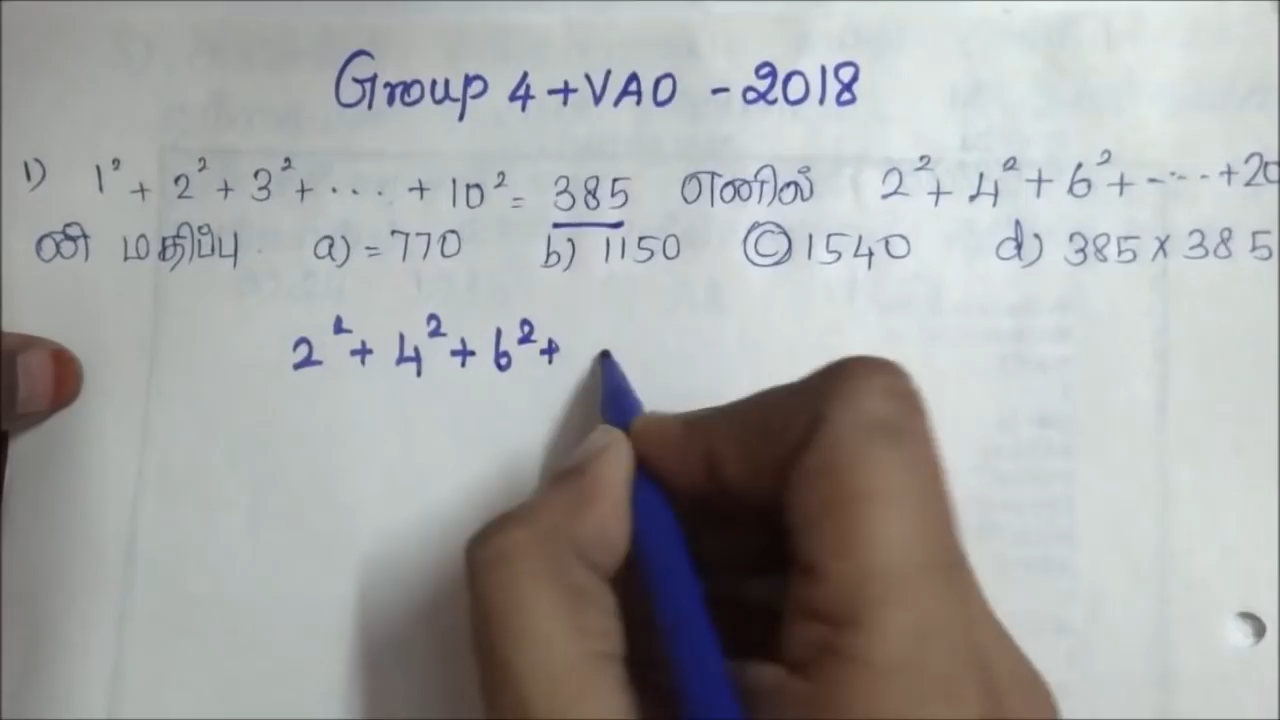 Group 4 + VAO - 2018
1) 1² + 2² + 3² + ... + 10² = 385 எனில் 2² + 4² + 6² + --- + 20
ன் மதிப்பு a) = 770 b) 1150 Ⓒ 1540 d) 385 x 385
2² + 4² + 6² +